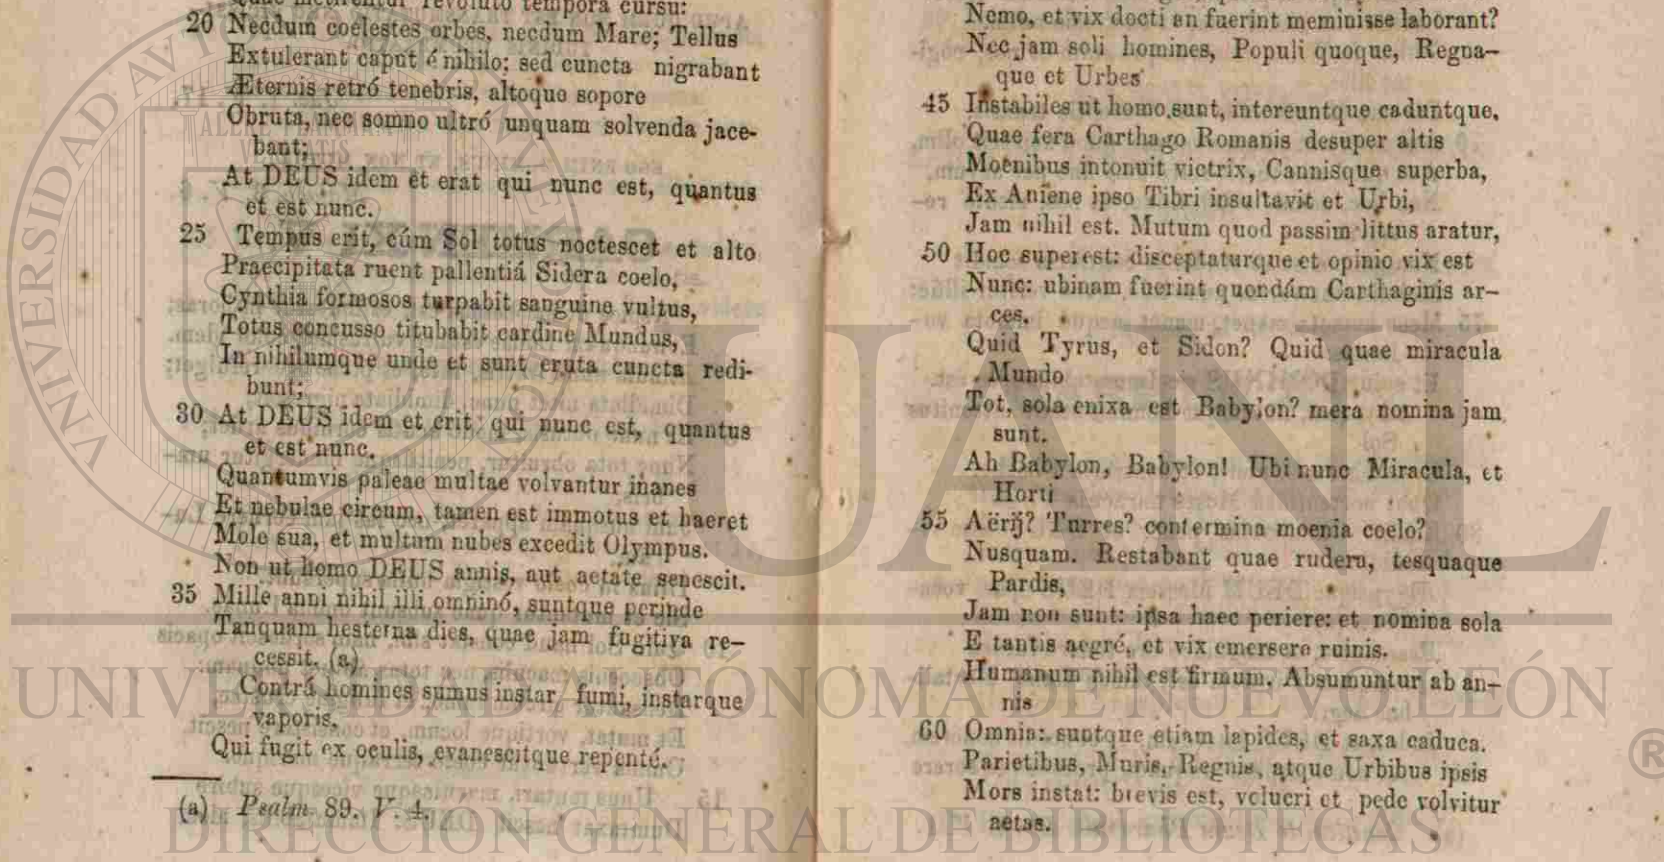 Quae metirentur revoluto tempora cursu:
20 Necdum coelestes orbes, necdum Mare; Tellus
Extulerant caput é nihilo; sed cuncta nigrabant
Æternis retró tenebris, altoque sopore
Obruta, nec somno ultró unquam solvenda jace-
bant;
At DEUS idem et erat qui nunc est, quantus
et est nunc.
25 Tempus erit, cúm Sol totus noctescet et alto
Praecipitata ruent pallentiá Sidera coelo,
Cynthia formosos turpabit sanguine vultus,
Totus concusso titubabit cardine Mundus,
In nihilumque unde et sunt eruta cuncta redi-
bunt;
30 At DEUS idem et erit qui nunc est, quantus
et est nunc.
Quantumvis paleae multae volvantur inanes
Et nebulae circum, tamen est immotus et haeret
Mole sua, et multum nubes excedit Olympus.
Non ut homo DEUS annis, aut aetate senescit.
35 Mille anni nihil illi omninó, suntque perinde
Tanquam hesterna dies, quae jam fugitiva re-
cessit. (a)
Contrá homines sumus instar fumi, instarque
vaporis,
Qui fugit ex oculis, evanescitque repenté.
(a) Psalm 89. V. 4.
Nemo, et vix docti an fuerint meminisse laborant?
Nec jam soli homines, Populi quoque, Regna-
que et Urbes
45 Instabiles ut homo sunt, intereuntque caduntque,
Quae fera Carthago Romanis desuper altis
Moenibus intonuit victrix, Cannisque superba,
Ex Aniene ipso Tibri insultavit et Urbi,
Jam nihil est. Mutum quod passim littus aratur,
50 Hoc superest: disceptaturque et opinio vix est
Nunc: ubinam fuerint quondám Carthaginis ar-
ces,
Quid Tyrus, et Sidon? Quid quae miracula
Mundo
Tot, sola enixa est Babylon? mera nomina jam
sunt.
Ah Babylon, Babylon! Ubi nunc Miracula, et
Horti
55 Aërij? Turres? contermina moenia coelo?
Nusquam. Restabant quae rudera, tesquaque
Pardis,
Jam non sunt: ipsa haec periere: et nomina sola
E tantis aegré, et vix emersere ruinis.
Humanum nihil est firmum. Absumuntur ab an-
nis
60 Omnia: suntque etiam lapides, et saxa caduca.
Parietibus, Muris, Regnis, atque Urbibus ipsis
Mors instat: brevis est, volucri et pede volvitur
aetas.
UANL
UNIVERSIDAD AUTÓNOMA DE NUEVO LEÓN
®
DIRECCIÓN GENERAL DE BIBLIOTECAS